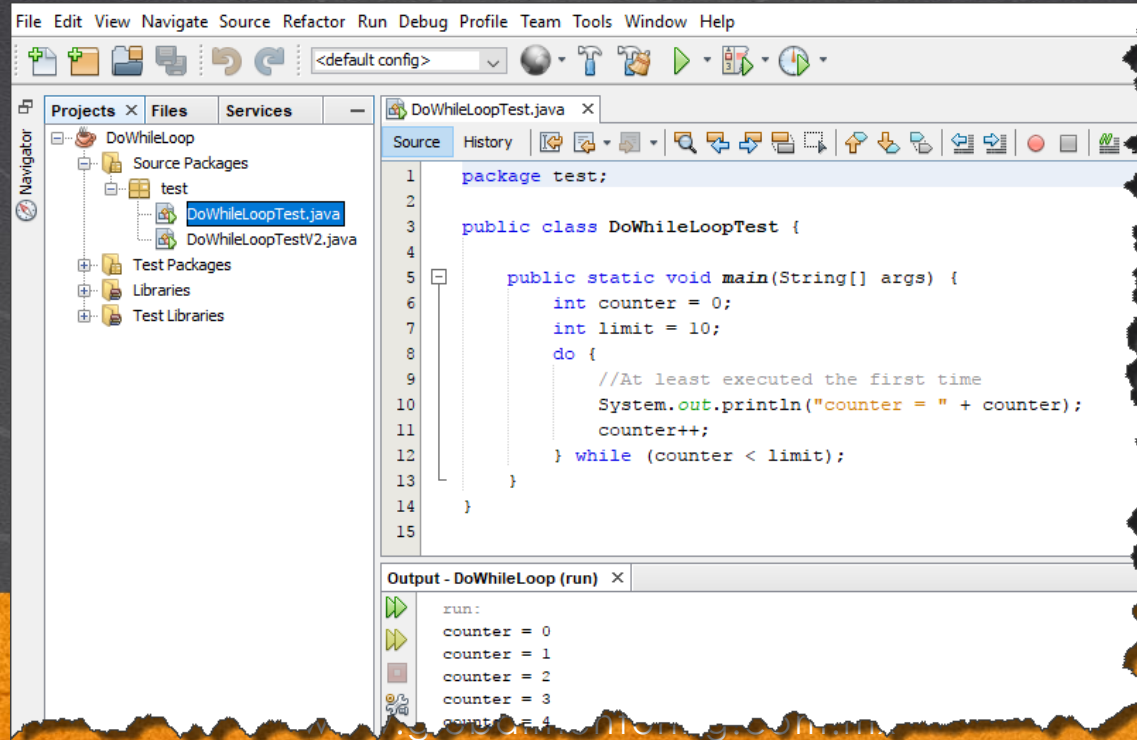 File Edit View Navigate Source Refactor Run Debug Profile Team Tools Window Help
<default config>
Projects Files Services
Navigator
DoWhileLoop
Source Packages
test
DoWhileLoopTest.java
DoWhileLoopTestV2.java
Test Packages
Libraries
Test Libraries
DoWhileLoopTest.java
Source History
1 package test;
2
3 public class DoWhileLoopTest {
4
5 public static void main(String[] args) {
6 int counter = 0;
7 int limit = 10;
8 do {
9 //At least executed the first time
10 System.out.println("counter = " + counter);
11 counter++;
12 } while (counter < limit);
13 }
14 }
15
Output - DoWhileLoop (run)
run:
counter = 0
counter = 1
counter = 2
counter = 3
counter = 4